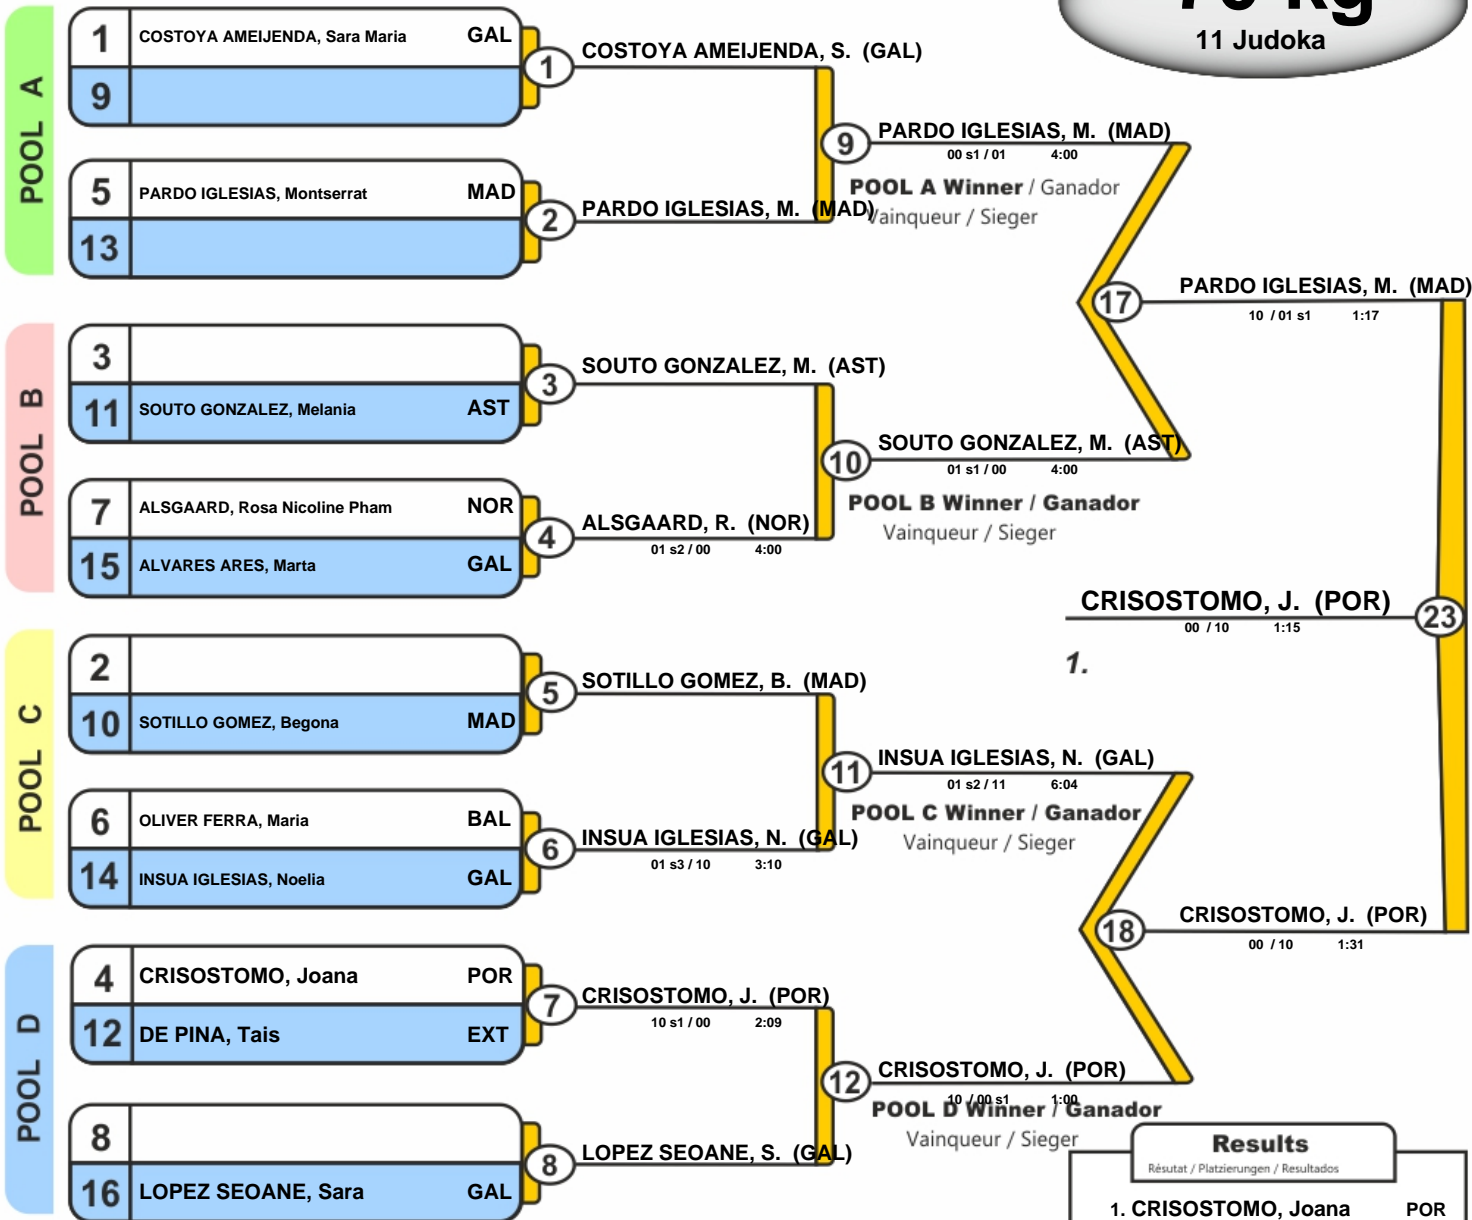 kg
11 Judoka
POOL A
1 COSTOYA AMEIJENDA, Sara Maria GAL
9
1 COSTOYA AMEIJENDA, S. (GAL)
5 PARDO IGLESIAS, Montserrat MAD
13
2 PARDO IGLESIAS, M. (MAD)
9 PARDO IGLESIAS, M. (MAD)
00 s1 / 01 4:00
POOL A Winner / Ganador
Vainqueur / Sieger
POOL B
3
11 SOUTO GONZALEZ, Melania AST
3 SOUTO GONZALEZ, M. (AST)
7 ALSGAARD, Rosa Nicoline Pham NOR
15 ALVARES ARES, Marta GAL
4 ALSGAARD, R. (NOR)
01 s2 / 00 4:00
10 SOUTO GONZALEZ, M. (AST)
01 s1 / 00 4:00
POOL B Winner / Ganador
Vainqueur / Sieger
17 PARDO IGLESIAS, M. (MAD)
10 / 01 s1 1:17
CRISOSTOMO, J. (POR) 23
00 / 10 1:15
1.
POOL C
2
10 SOTILLO GOMEZ, Begona MAD
5 SOTILLO GOMEZ, B. (MAD)
6 OLIVER FERRA, Maria BAL
14 INSUA IGLESIAS, Noelia GAL
6 INSUA IGLESIAS, N. (GAL)
01 s3 / 10 3:10
11 INSUA IGLESIAS, N. (GAL)
01 s2 / 11 6:04
POOL C Winner / Ganador
Vainqueur / Sieger
POOL D
4 CRISOSTOMO, Joana POR
12 DE PINA, Tais EXT
7 CRISOSTOMO, J. (POR)
10 s1 / 00 2:09
8
16 LOPEZ SEOANE, Sara GAL
8 LOPEZ SEOANE, S. (GAL)
12 CRISOSTOMO, J. (POR)
10 / 00 s1 1:00
POOL D Winner / Ganador
Vainqueur / Sieger
18 CRISOSTOMO, J. (POR)
00 / 10 1:31
Results
Résutat / Platzierungen / Resultados
1. CRISOSTOMO, Joana POR